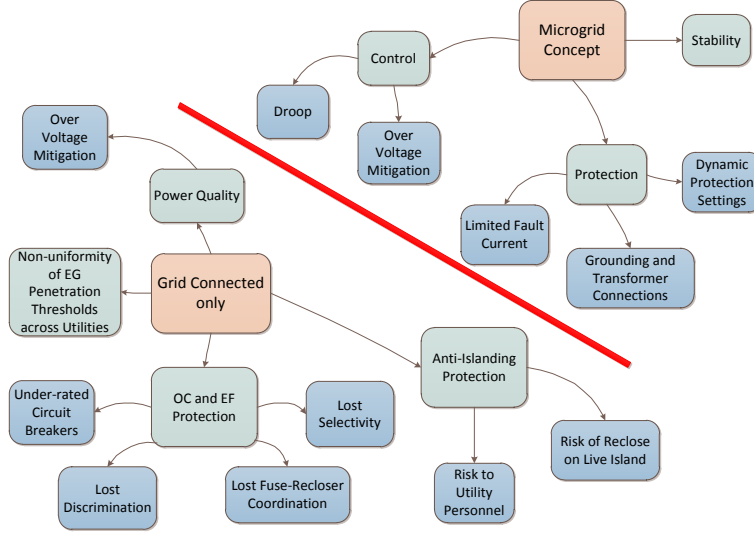 Microgrid
Concept
Stability
Control
Droop
Over
Voltage
Mitigation
Protection
Dynamic
Protection
Settings
Limited Fault
Current
Grounding and
Transformer
Connections
Over
Voltage
Mitigation
Power Quality
Non-uniformity
of EG
Penetration
Thresholds
across Utilities
Grid Connected
only
OC and EF
Protection
Under-rated
Circuit
Breakers
Lost
Selectivity
Lost
Discrimination
Lost Fuse-Recloser
Coordination
Anti-Islanding
Protection
Risk to
Utility
Personnel
Risk of Reclose
on Live Island